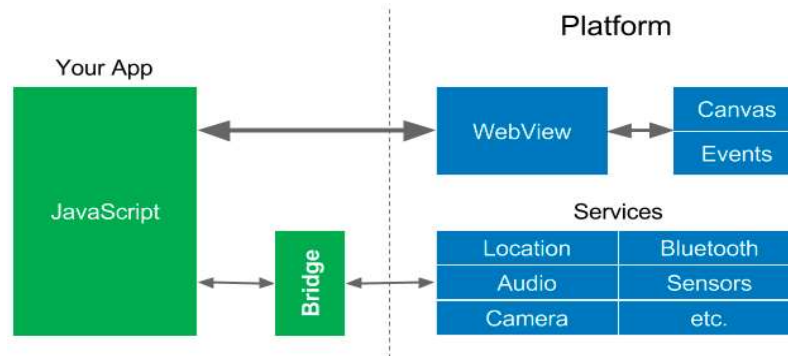 Platform
Your App
JavaScript
Bridge
WebView
Canvas
Events
Services
Location Bluetooth
Audio Sensors
Camera etc.